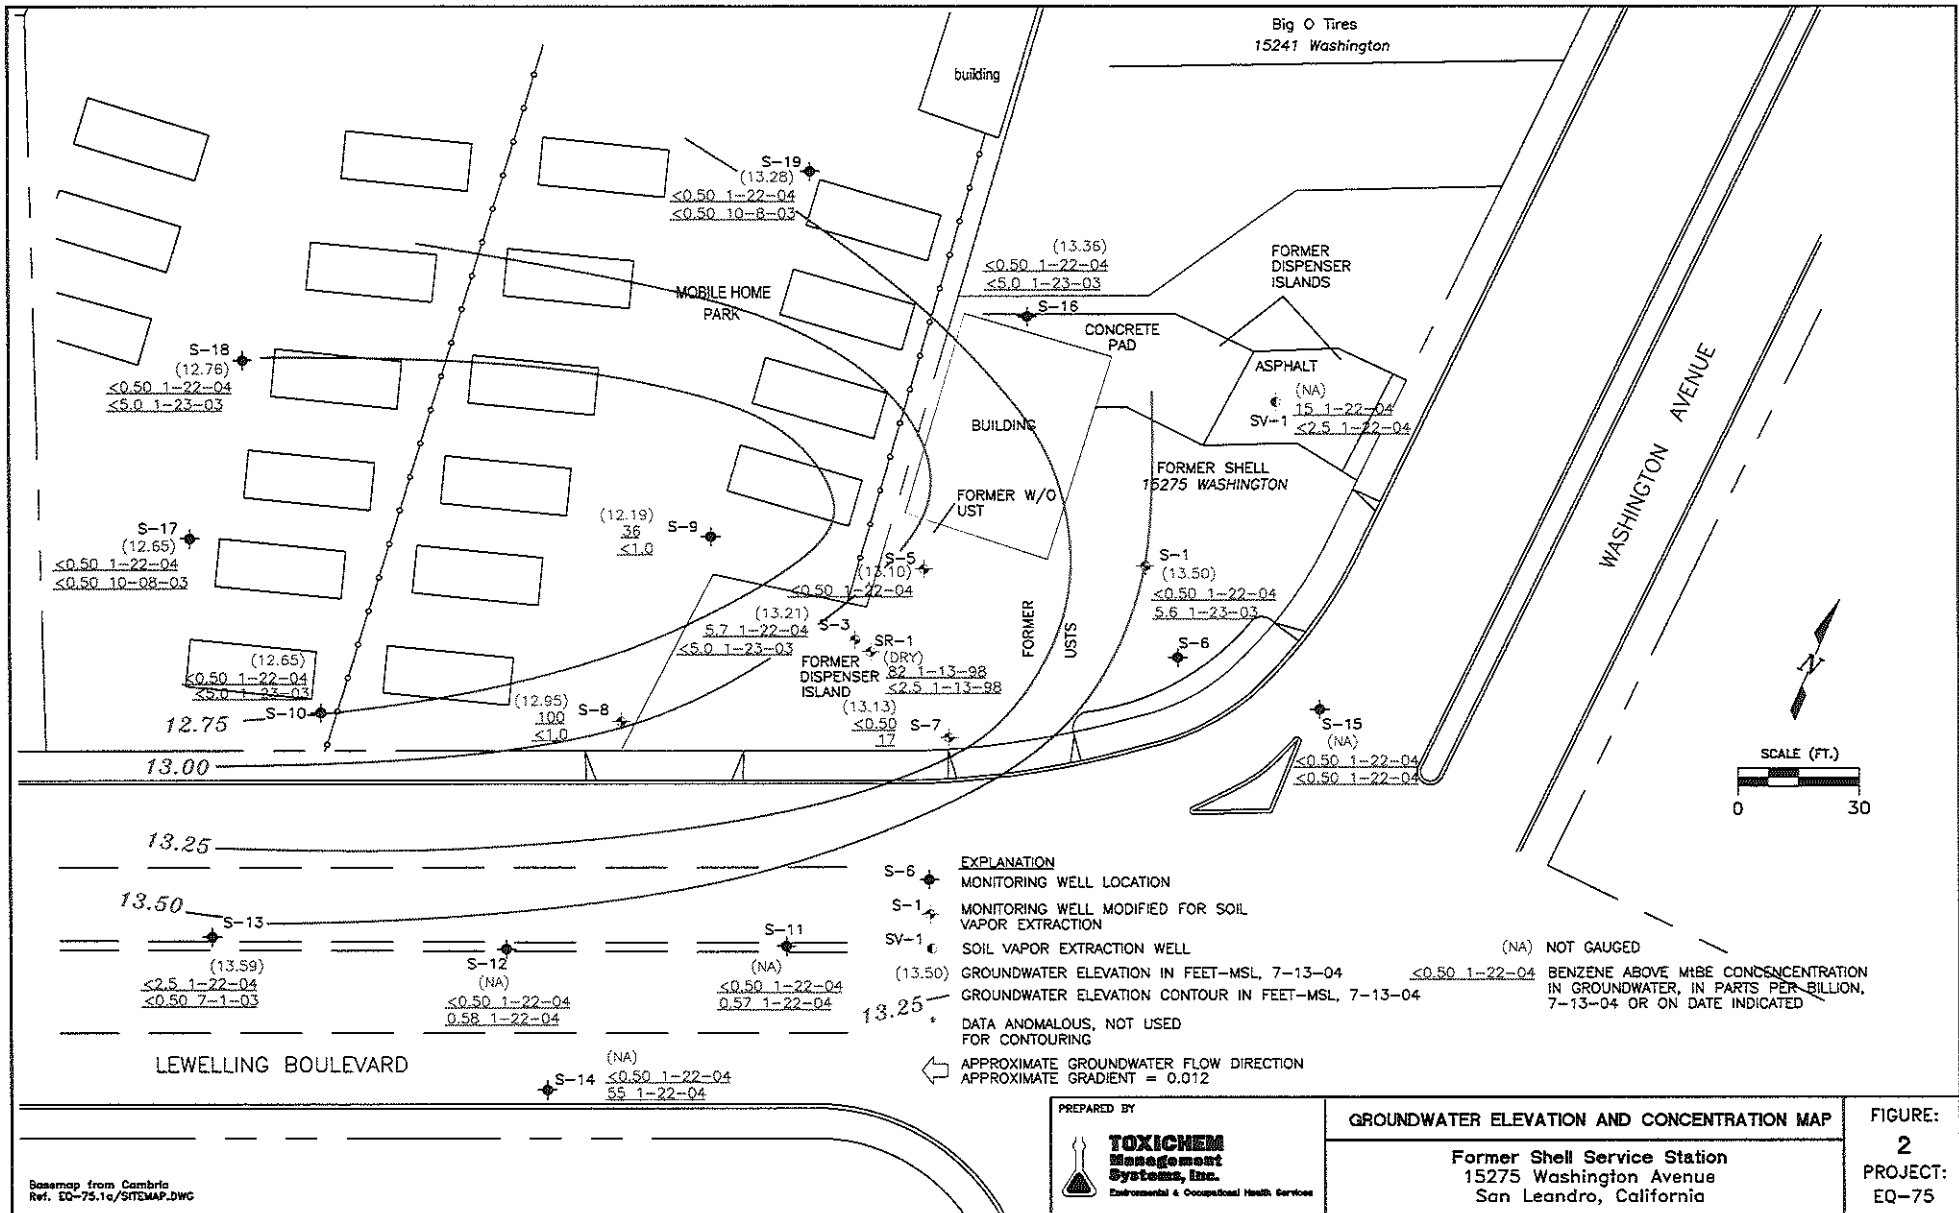 Big O Tires
15241 Washington
building
S-19
(13.28)
<0.50 1-22-04
<0.50 10-8-03
(13.36)
<0.50 1-22-04
<5.0 1-23-03
S-16
FORMER
DISPENSER
ISLANDS
MOBILE HOME
PARK
CONCRETE
PAD
ASPHALT
(NA)
15 1-22-04
SV-1
<2.5 1-22-04
S-18
(12.76)
<0.50 1-22-04
<5.0 1-23-03
BUILDING
WASHINGTON AVENUE
FORMER SHELL
15275 WASHINGTON
FORMER W/O
UST
S-17
(12.65)
<0.50 1-22-04
<0.50 10-08-03
(12.19)
36
<1.0
S-9
S-5
(13.10)
<0.50 1-22-04
S-1
(13.50)
<0.50 1-22-04
5.6 1-23-03
(13.21)
5.7 1-22-04
<5.0 1-23-03
S-3
SR-1
(DRY)
82 1-13-98
<2.5 1-13-98
FORMER
DISPENSER
ISLAND
FORMER
USTS
S-6
(12.65)
<0.50 1-22-04
<5.0 1-23-03
S-10
(12.95)
100
<1.0
S-8
(13.13)
<0.50
17
S-7
S-15
(NA)
<0.50 1-22-04
<0.50 1-22-04
N
SCALE (FT.)
0 30
12.75
13.00
13.25
13.50
S-13
(13.59)
<2.5 1-22-04
<0.50 7-1-03
S-12
(NA)
<0.50 1-22-04
0.58 1-22-04
S-11
(NA)
<0.50 1-22-04
0.57 1-22-04
LEWELLING BOULEVARD
S-14
(NA)
<0.50 1-22-04
55 1-22-04
EXPLANATION
S-6 MONITORING WELL LOCATION
S-1 MONITORING WELL MODIFIED FOR SOIL
VAPOR EXTRACTION
SV-1 SOIL VAPOR EXTRACTION WELL
(13.50) GROUNDWATER ELEVATION IN FEET-MSL, 7-13-04
13.25 GROUNDWATER ELEVATION CONTOUR IN FEET-MSL, 7-13-04
* DATA ANOMALOUS, NOT USED
FOR CONTOURING
APPROXIMATE GROUNDWATER FLOW DIRECTION
APPROXIMATE GRADIENT = 0.012
(NA) NOT GAUGED
<0.50 1-22-04 BENZENE ABOVE MtBE CONCENCENTRATION
IN GROUNDWATER, IN PARTS PER BILLION,
7-13-04 OR ON DATE INDICATED
Basemap from Cambria
Ref. EQ-75.1a/SITEMAP.DWG
PREPARED BY
TOXICHEM
Management
Systems, Inc.
Environmental & Occupational Health Services
GROUNDWATER ELEVATION AND CONCENTRATION MAP
Former Shell Service Station
15275 Washington Avenue
San Leandro, California
FIGURE:
2
PROJECT:
EQ-75